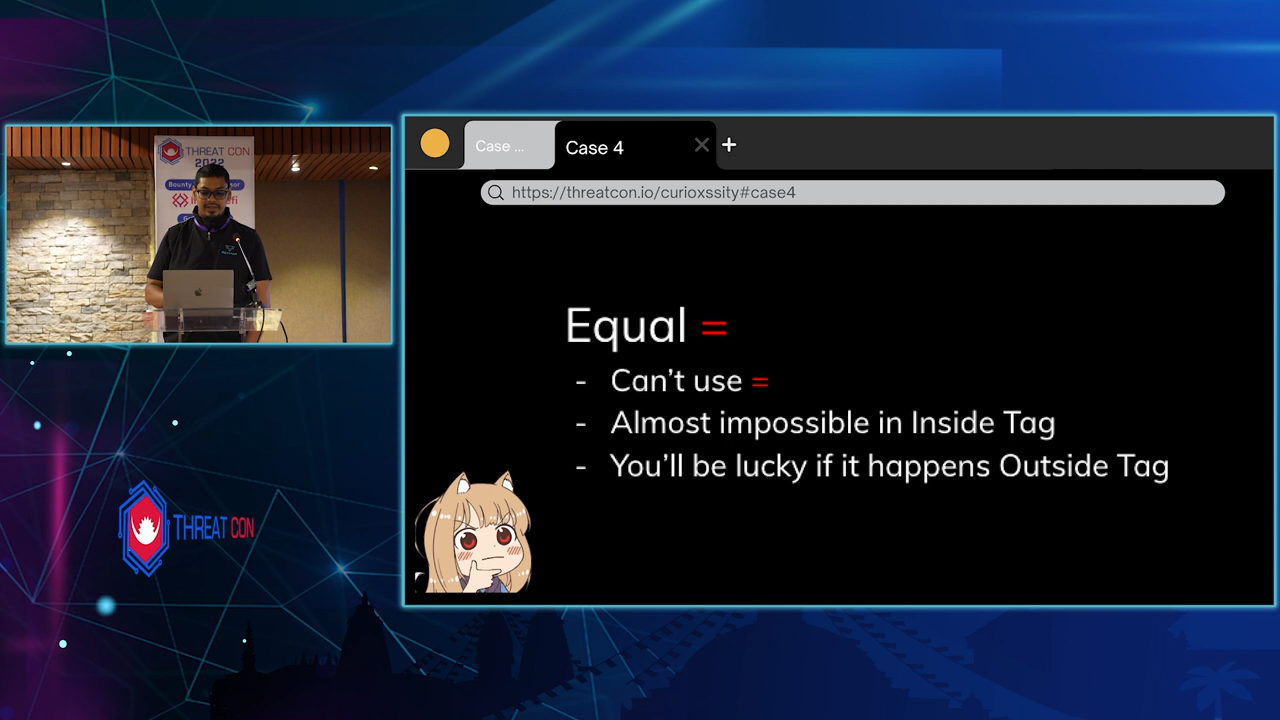 THREAT CON
2022
Case ...
Case 4
https://threatcon.io/curioxssity#case4
Equal =
- Can't use =
- Almost impossible in Inside Tag
- You'll be lucky if it happens Outside Tag
THREAT CON